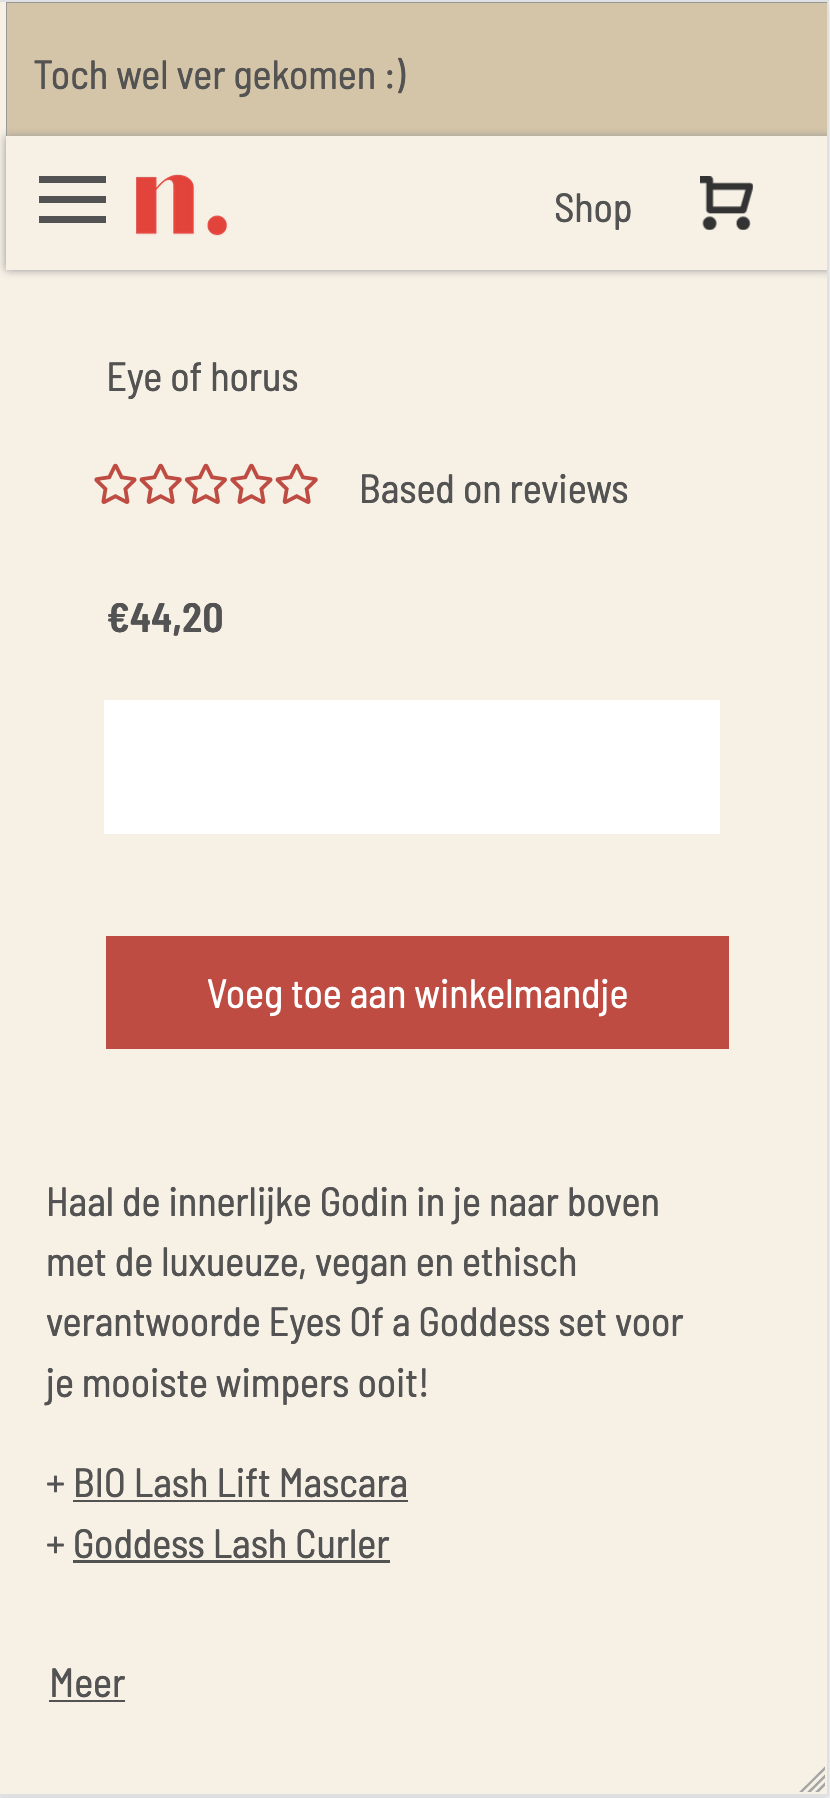 Toch wel ver gekomen :)
n.
Shop
Eye of horus
Based on reviews
€44,20
Voeg toe aan winkelmandje
Haal de innerlijke Godin in je naar boven
met de luxueuze, vegan en ethisch
verantwoorde Eyes Of a Goddess set voor
je mooiste wimpers ooit!
+ BIO Lash Lift Mascara
+ Goddess Lash Curler
Meer